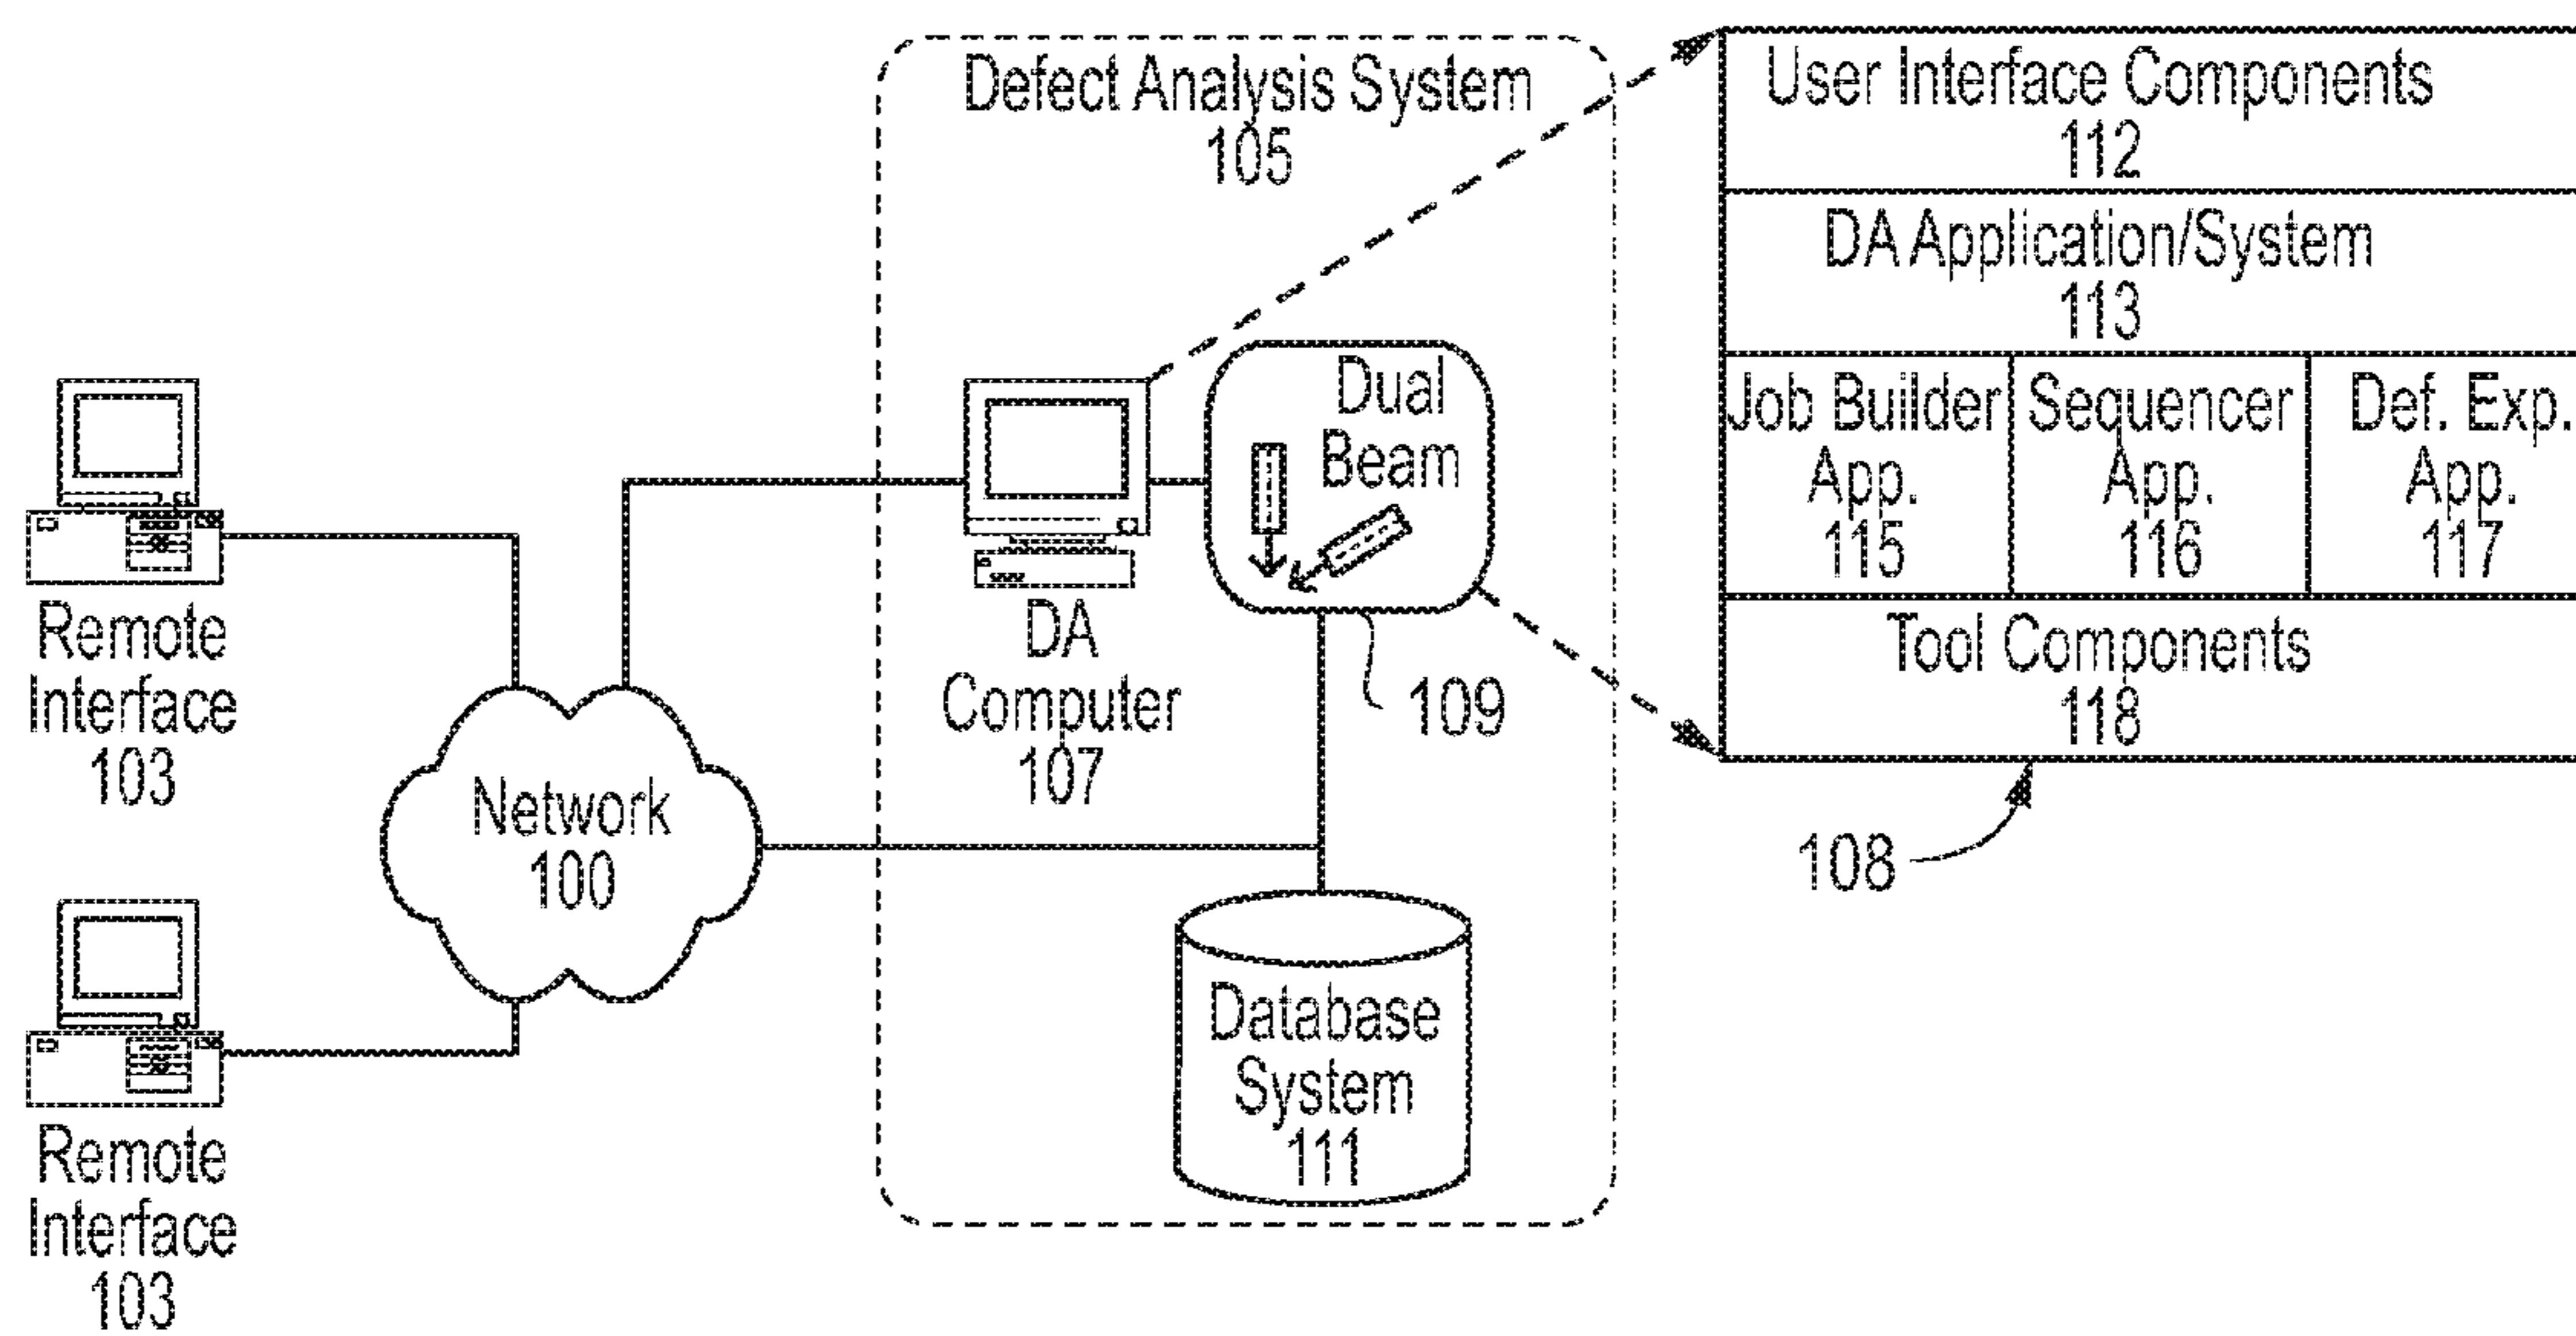 Defect Analysis System
105
User Interface Components
112
DA Application/System
113
Job Builder
App.
115
Sequencer
App.
116
Def. Exp.
App.
117
Tool Components
118
108
Dual
Beam
109
DA
Computer
107
Remote
Interface
103
Network
100
Database
System
111
Remote
Interface
103